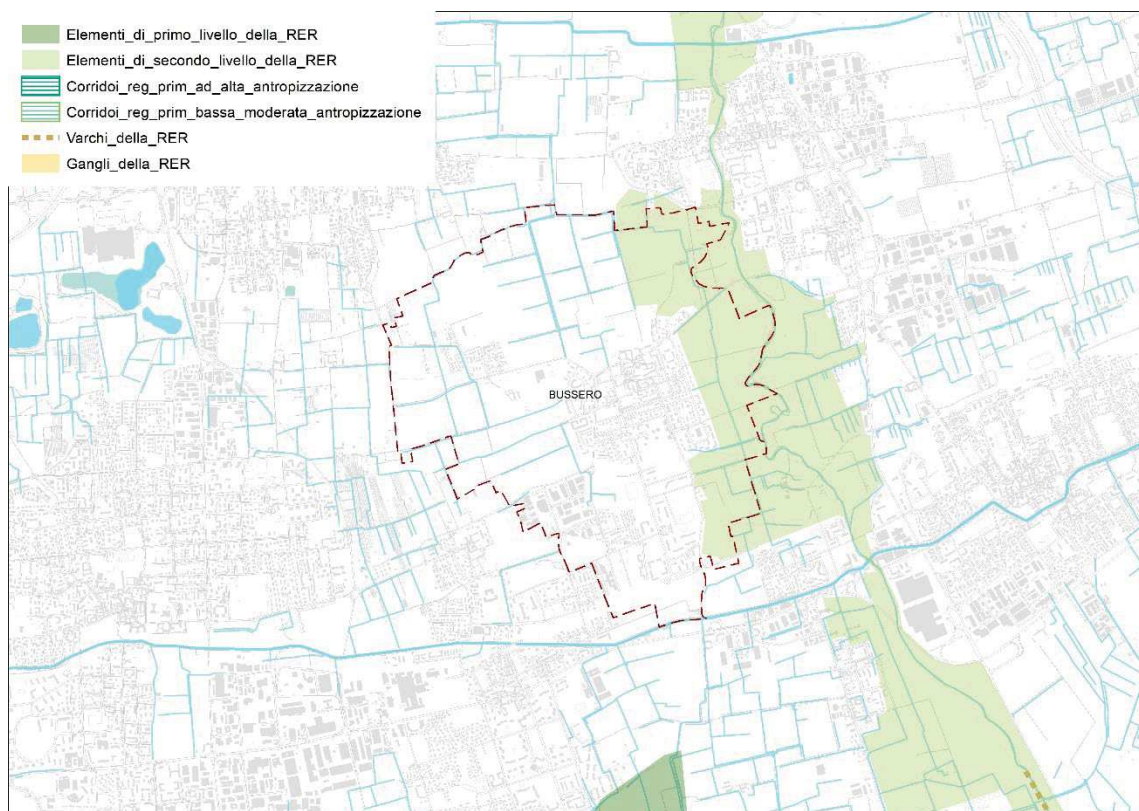 Elementi_di_primo_livello_della_RER
Elementi_di_secondo_livello_della_RER
Corridoi_reg_prim_ad_alta_antropizzazione
Corridoi_reg_prim_bassa_moderata_antropizzazione
Varchi_della_RER
Gangli_della_RER
BUSSERO